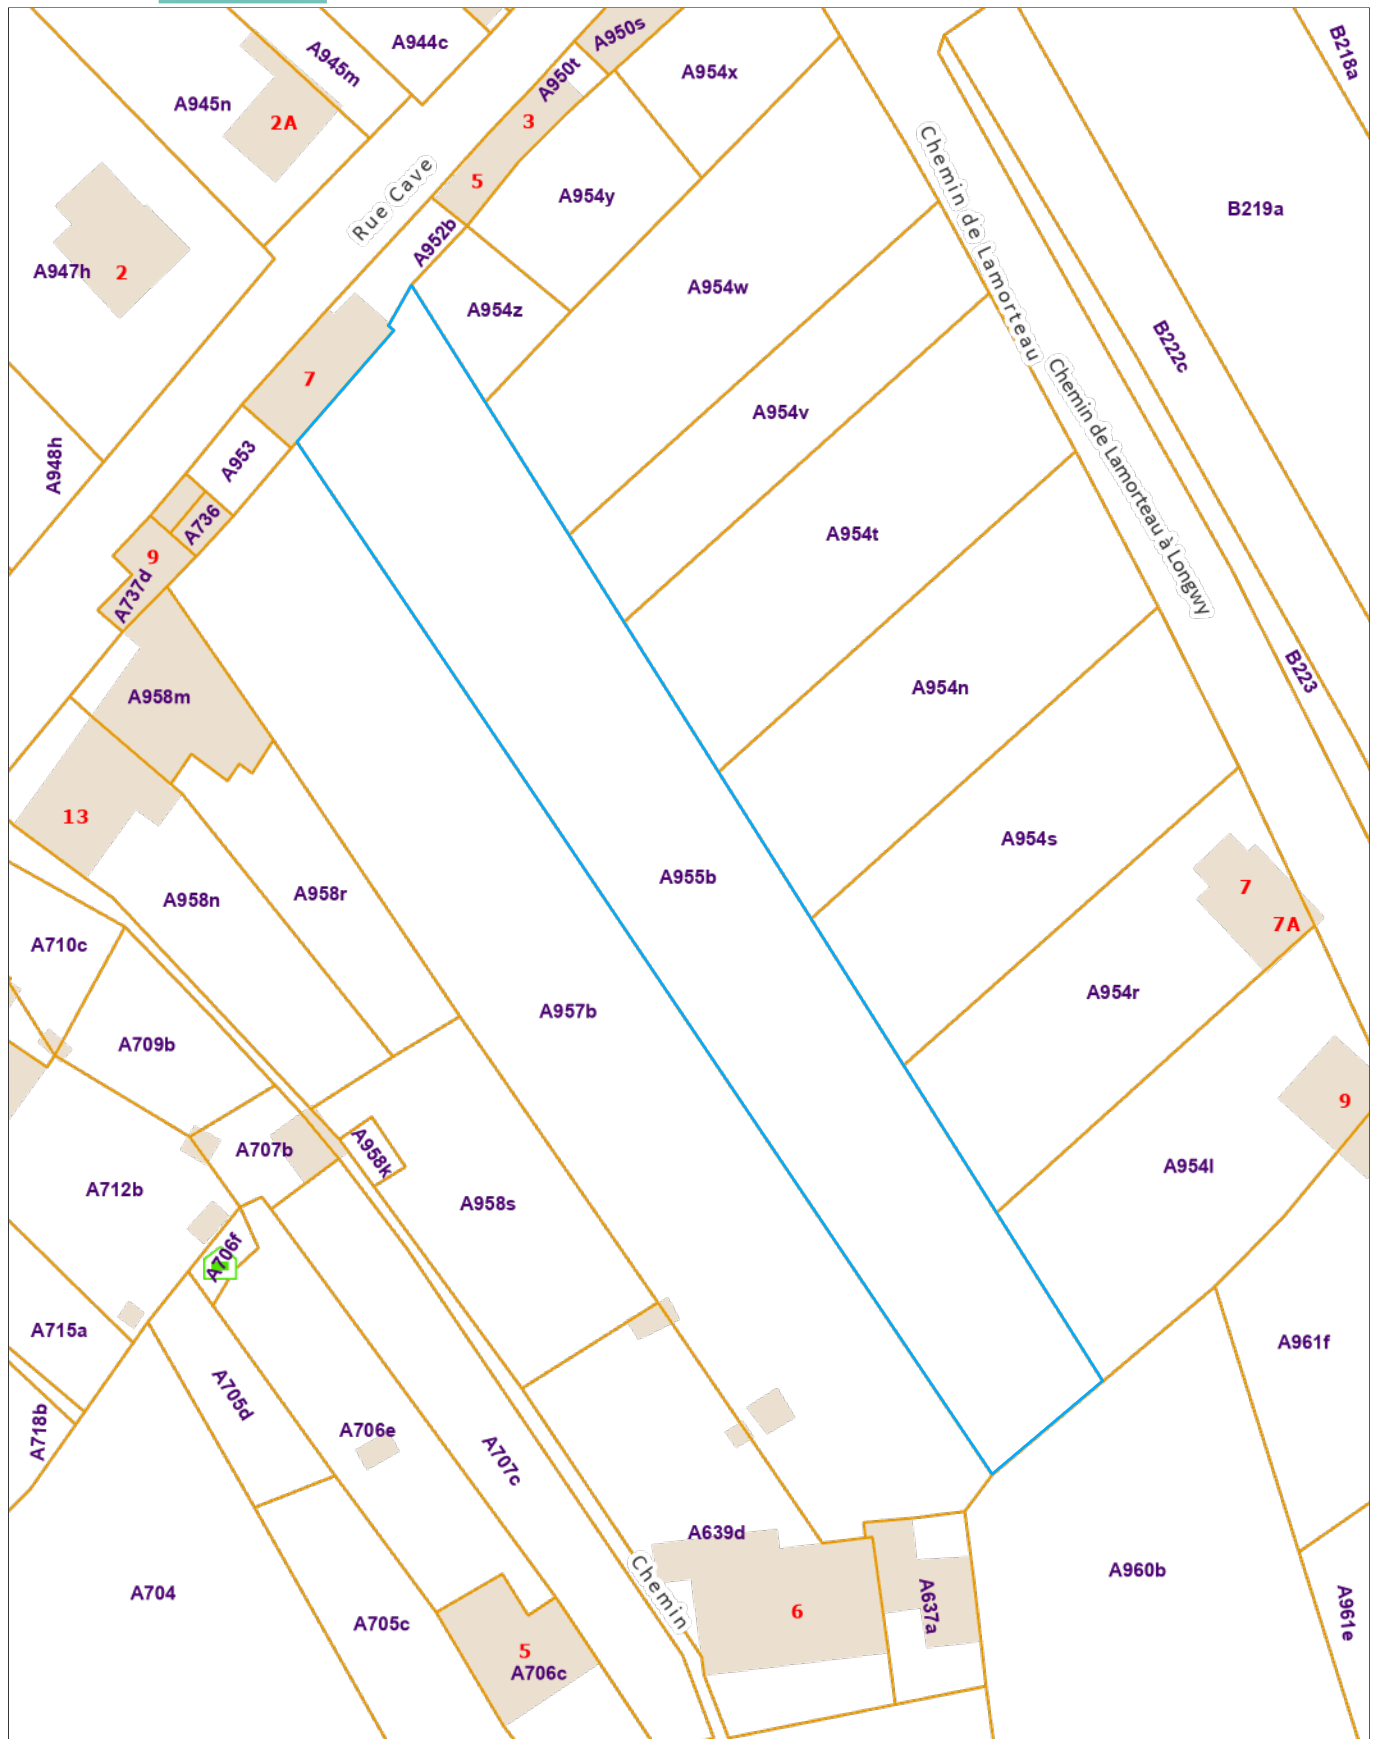 A944c
A950s
B218a
A945m
A950t
A954x
A945n
2A
3
Chemin de Lamorteau
Rue Cave
5
A954y
B219a
A952b
A947h
2
A954w
A954z
B222c
7
A954v
Chemin de Lamorteau à Longwy
A948h
A953
A736
A954t
9
A737d
B223
A958m
A954n
13
A954s
A955b
7
A958r
A958n
7A
A710c
A954r
A957b
A709b
9
A707b
A958k
A954l
A712b
A958s
A706f
A715a
A961f
A705d
A718b
A706e
A707c
A639d
A960b
Chemin
A704
A637a
6
A961e
A705c
5
A706c